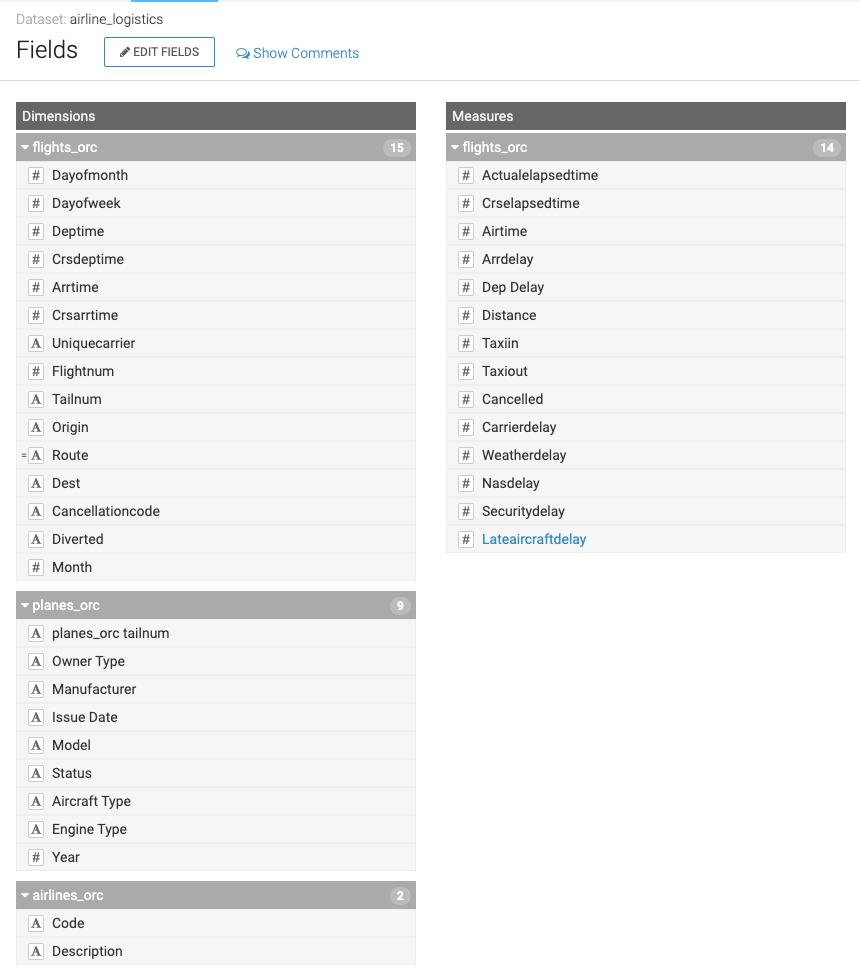 Dataset: airline_logistics
Fields
EDIT FIELDS
Show Comments
Dimensions
flights_orc 15
# Dayofmonth
# Dayofweek
# Deptime
# Crsdeptime
# Arrtime
# Crsarrtime
A Uniquecarrier
# Flightnum
A Tailnum
A Origin
= A Route
A Dest
A Cancellationcode
A Diverted
# Month
planes_orc 9
A planes_orc tailnum
A Owner Type
A Manufacturer
A Issue Date
A Model
A Status
A Aircraft Type
A Engine Type
# Year
airlines_orc 2
A Code
A Description
Measures
flights_orc 14
# Actualelapsedtime
# Crselapsedtime
# Airtime
# Arrdelay
# Dep Delay
# Distance
# Taxiin
# Taxiout
# Cancelled
# Carrierdelay
# Weatherdelay
# Nasdelay
# Securitydelay
# Lateaircraftdelay